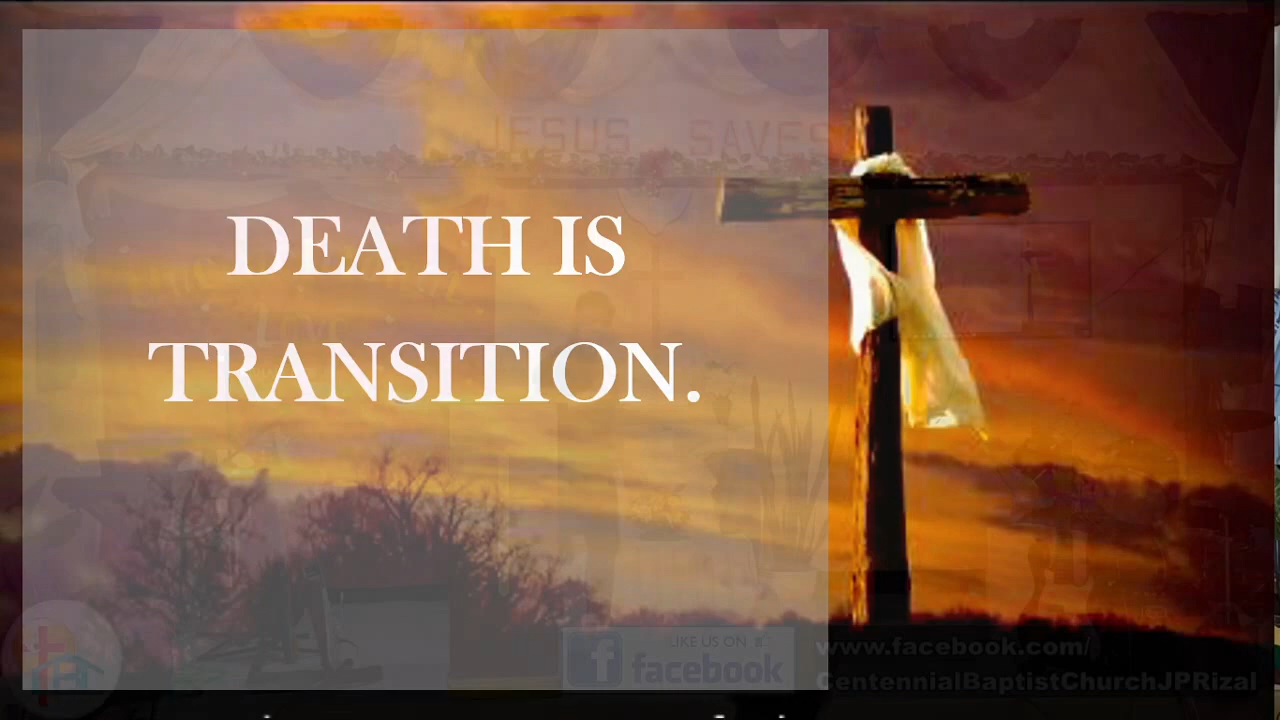 JESUS SAVES
DEATH IS
TRANSITION.
LIKE US ON
facebook
www.facebook.com/
CentennialBaptistChurchJPRizal